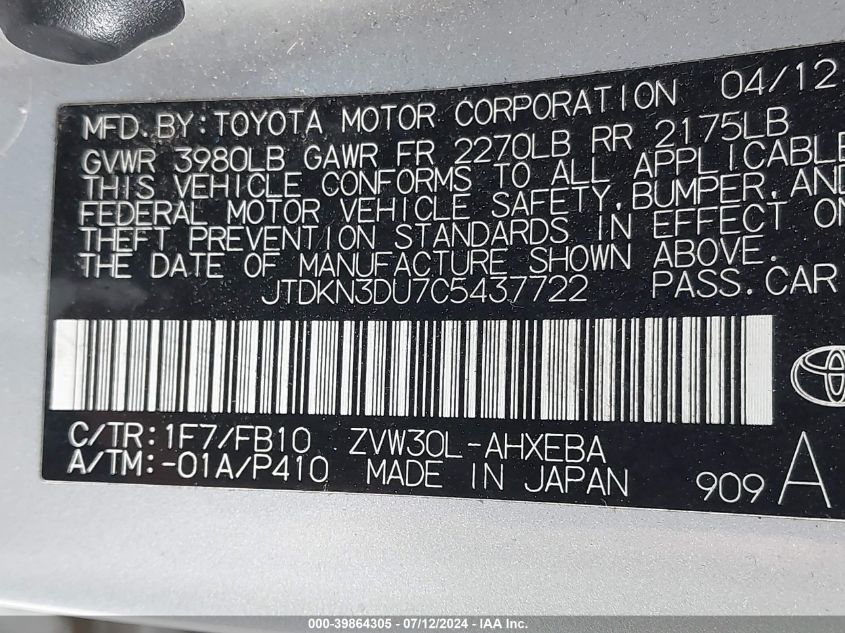 MFD.BY:TOYOTA MOTOR CORPORATION 04/12
GVWR 3980LB GAWR FR 2270LB RR 2175LB
THIS VEHICLE CONFORMS TO ALL APPLICABLE
FEDERAL MOTOR VEHICLE SAFETY,BUMPER,AND
THEFT PREVENTION STANDARDS IN EFFECT ON
THE DATE OF MANUFACTURE SHOWN ABOVE.
JTDKN3DU7C5437722 PASS.CAR
C/TR:1F7/FB10 ZVW30L-AHXEBA
A/TM:-01A/P410 MADE IN JAPAN 909 A
000-39864305 - 07/12/2024 - IAA Inc.